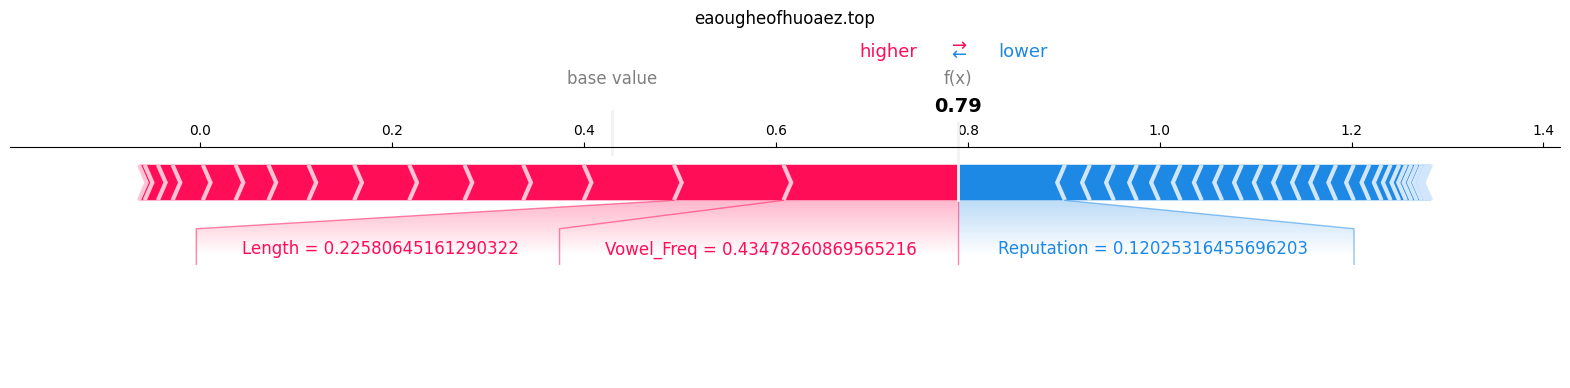 eaougheofhuoaez.top
higher → ← lower
base value f(x)
0.79
0.0 0.2 0.4 0.6 0.8 1.0 1.2 1.4
Length = 0.22580645161290322 Vowel_Freq = 0.43478260869565216 Reputation = 0.12025316455696203